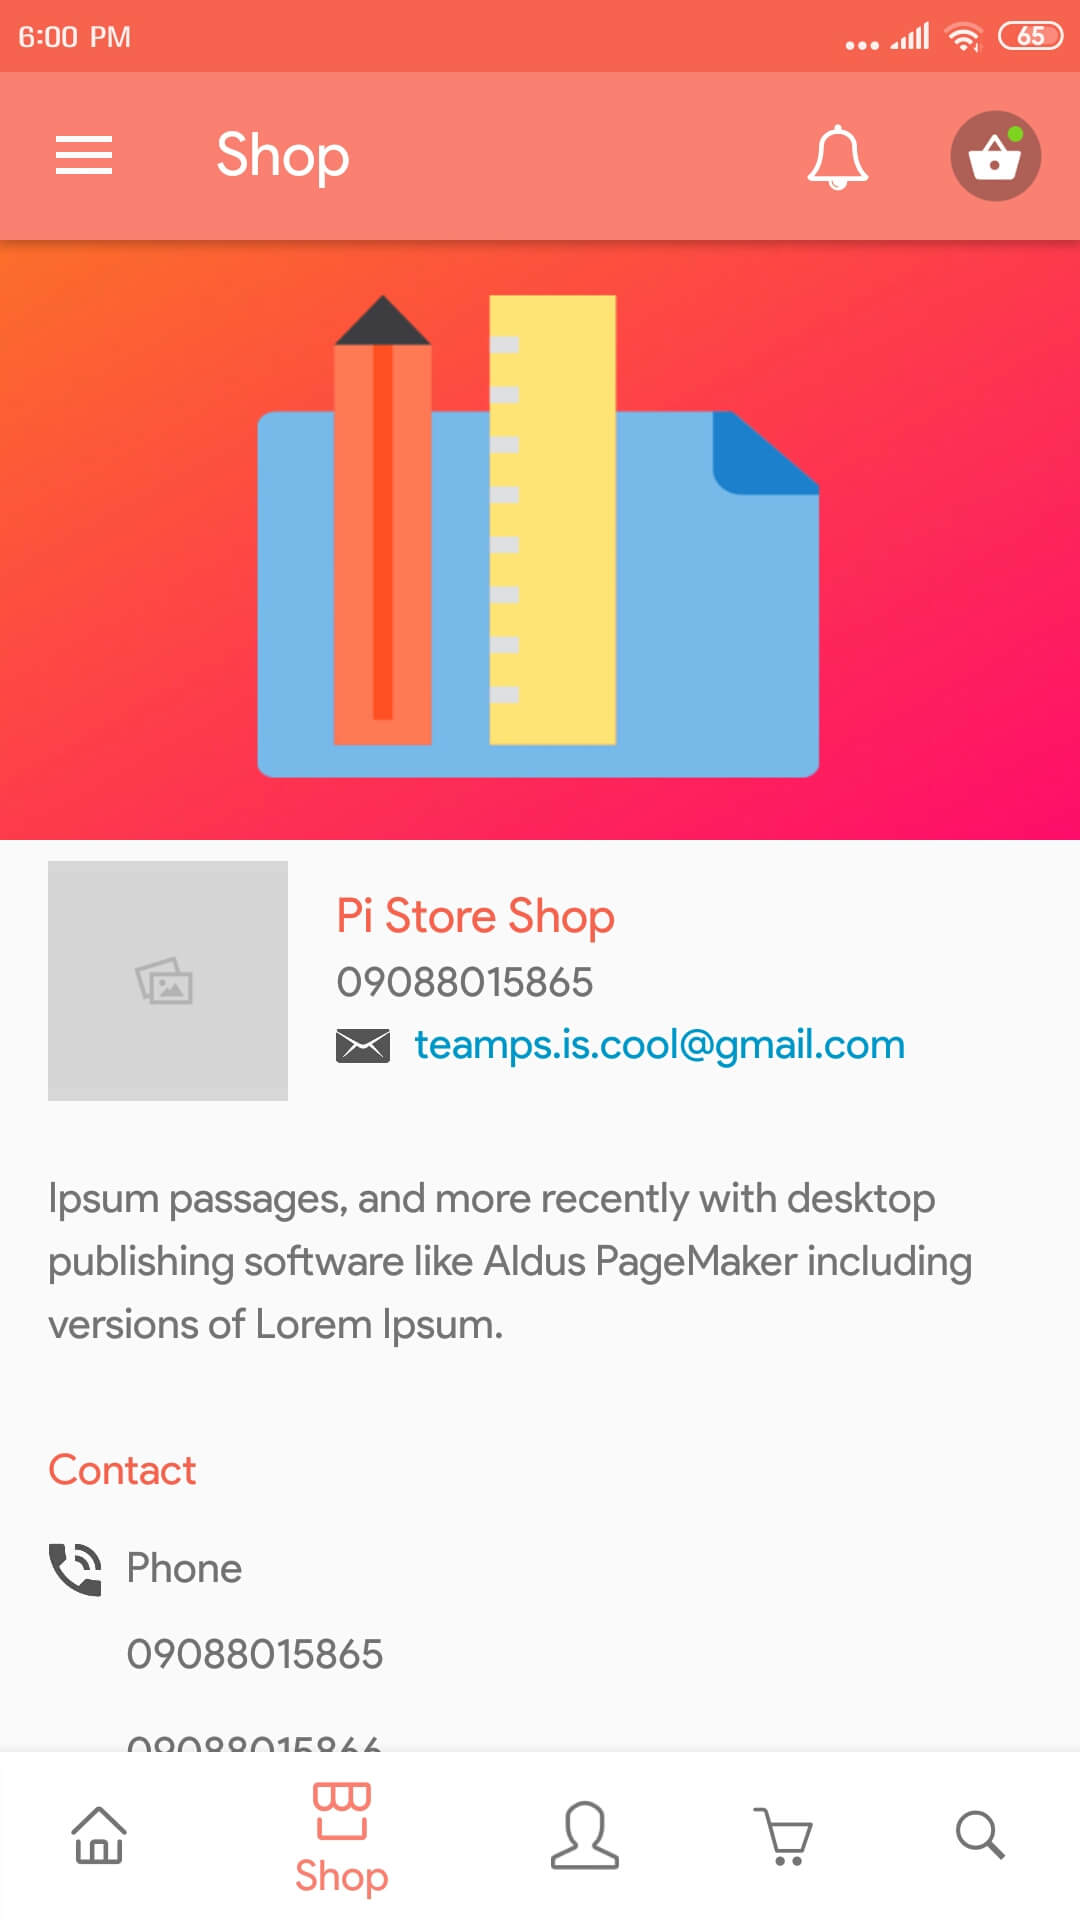 6:00 PM
65
Shop
Pi Store Shop
09088015865
teamps.is.cool@gmail.com
Ipsum passages, and more recently with desktop
publishing software like Aldus PageMaker including
versions of Lorem Ipsum.
Contact
Phone
09088015865
09088015866
Shop